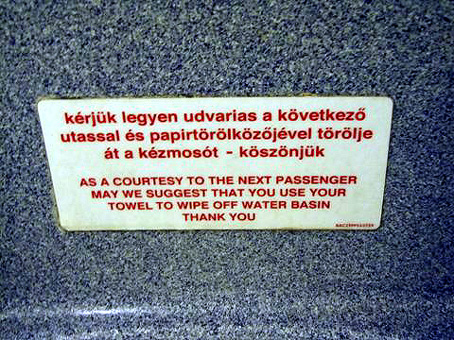 kérjük legyen udvarias a következő
utassal és papirtörölközőjével törölje
át a kézmosót - köszönjük
AS A COURTESY TO THE NEXT PASSENGER
MAY WE SUGGEST THAT YOU USE YOUR
TOWEL TO WIPE OFF WATER BASIN
THANK YOU